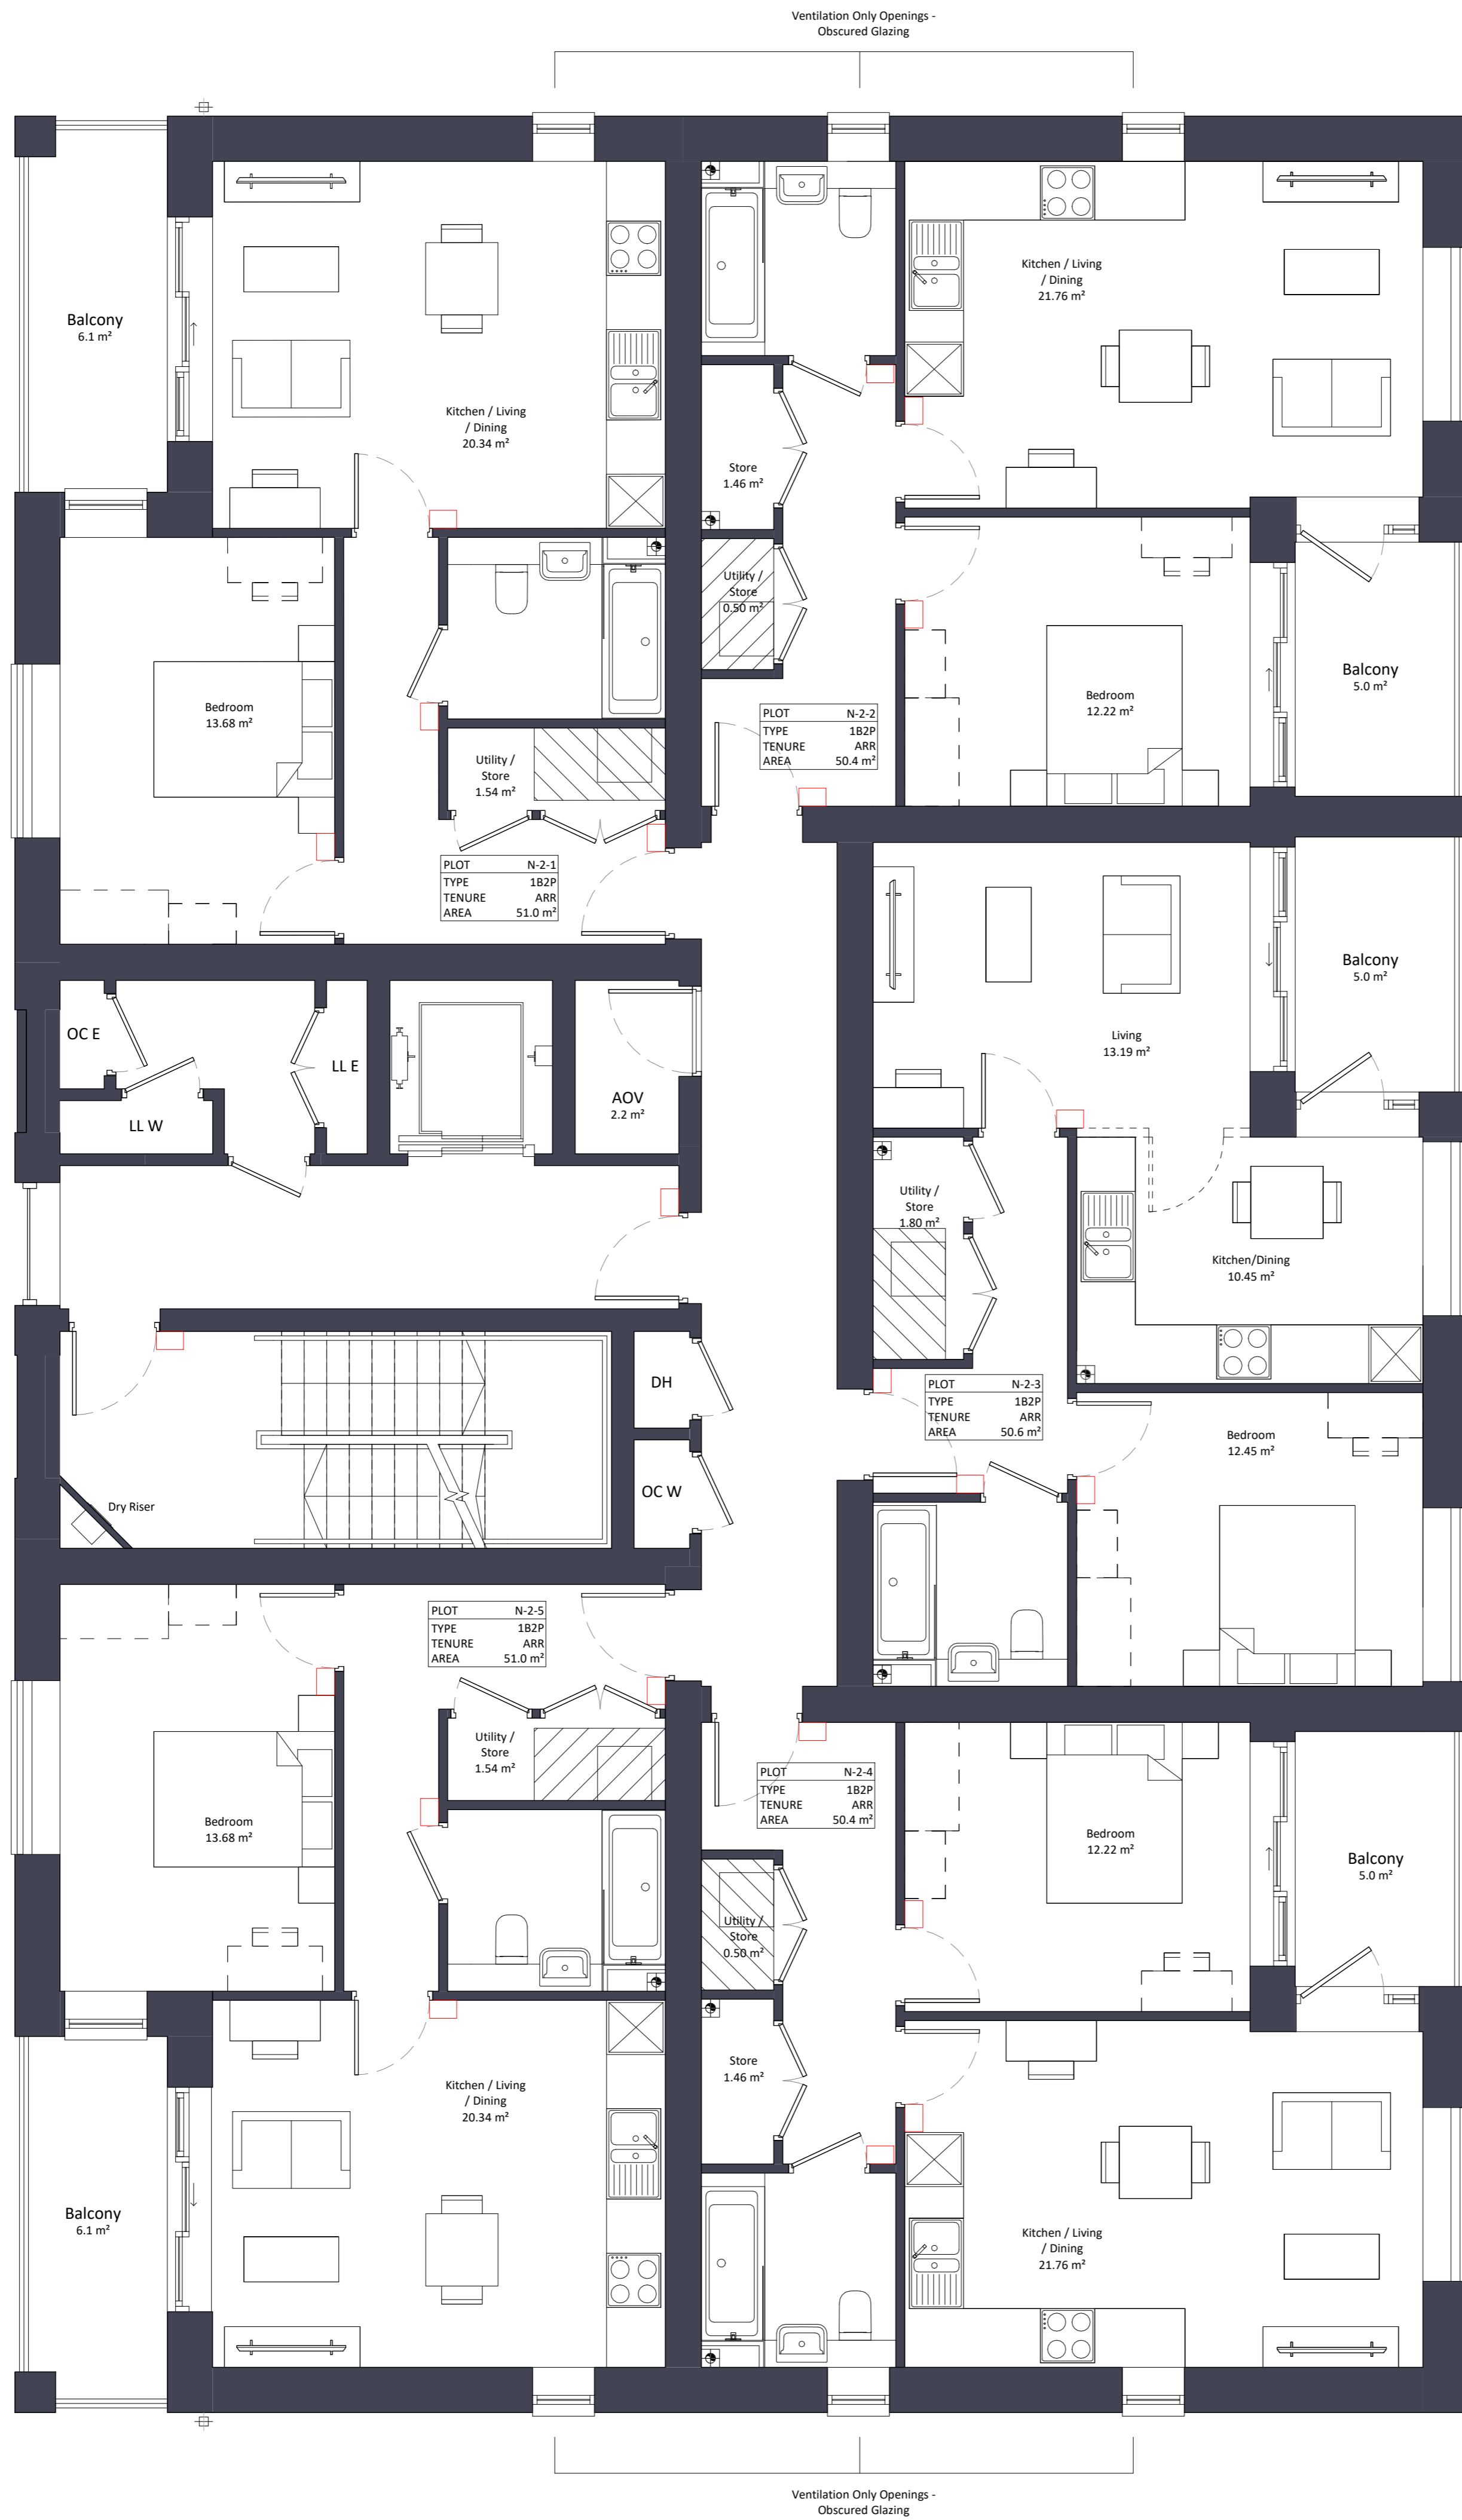 Ventilation Only Openings -
Obscured Glazing
Balcony
6.1 m²
Kitchen / Living
/ Dining
20.34 m²
Kitchen / Living
/ Dining
21.76 m²
Store
1.46 m²
Utility /
Store
0.50 m²
Bedroom
13.68 m²
Bedroom
12.22 m²
Balcony
5.0 m²
PLOT N-2-2
TYPE 1B2P
TENURE ARR
AREA 50.4 m²
Utility /
Store
1.54 m²
PLOT N-2-1
TYPE 1B2P
TENURE ARR
AREA 51.0 m²
Balcony
5.0 m²
OC E
LL E
LL W
AOV
2.2 m²
Living
13.19 m²
Utility /
Store
1.80 m²
Kitchen/Dining
10.45 m²
DH
PLOT N-2-3
TYPE 1B2P
TENURE ARR
AREA 50.6 m²
Bedroom
12.45 m²
OC W
Dry Riser
PLOT N-2-5
TYPE 1B2P
TENURE ARR
AREA 51.0 m²
Utility /
Store
1.54 m²
PLOT N-2-4
TYPE 1B2P
TENURE ARR
AREA 50.4 m²
Bedroom
13.68 m²
Bedroom
12.22 m²
Balcony
5.0 m²
Utility /
Store
0.50 m²
Store
1.46 m²
Kitchen / Living
/ Dining
20.34 m²
Balcony
6.1 m²
Kitchen / Living
/ Dining
21.76 m²
Ventilation Only Openings -
Obscured Glazing